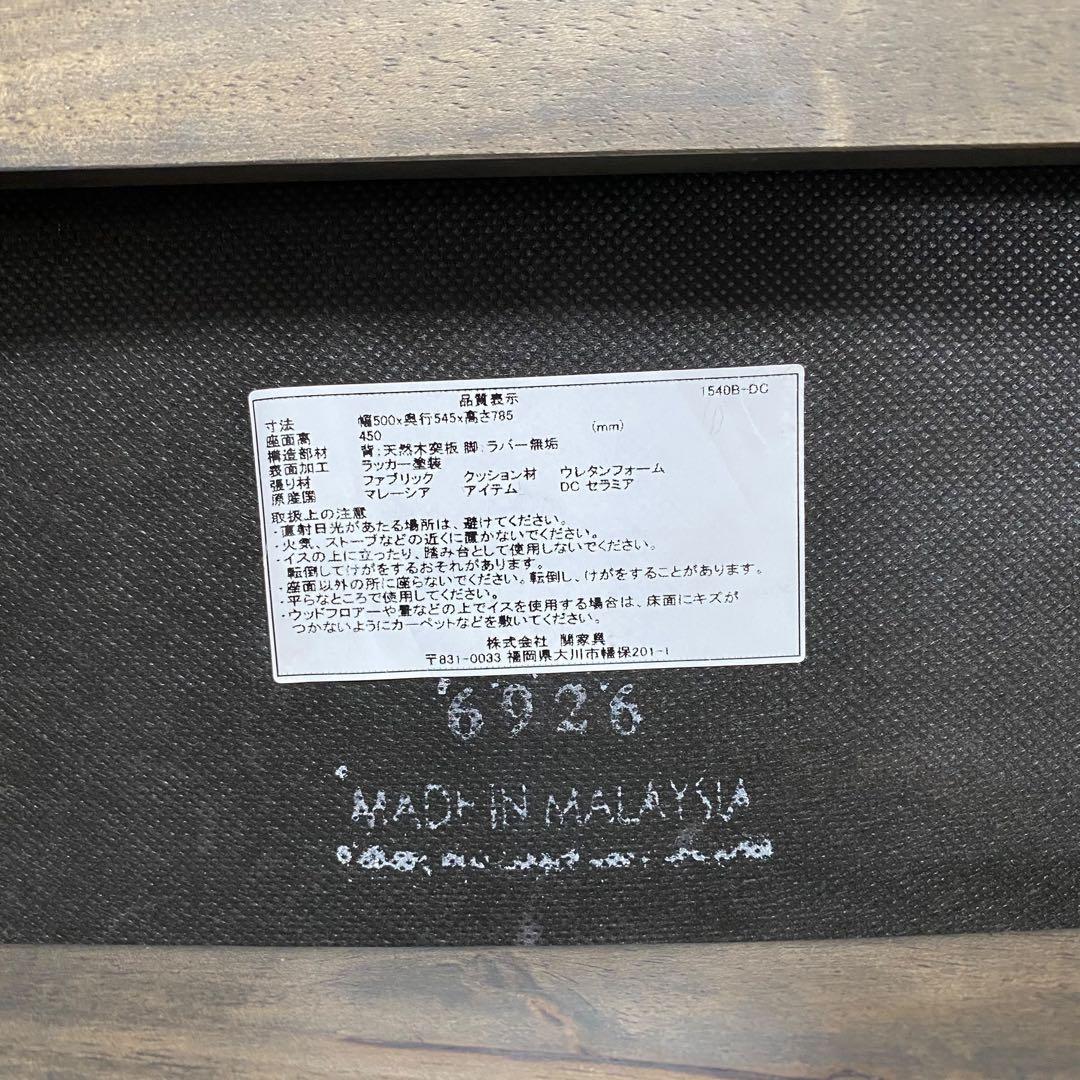 品質表示 1540B-DC
寸法 幅500x奥行545x高さ785 (mm)
座面高 450
構造部材 背:天然木突板 脚:ラバー無垢
表面加工 ラッカー塗装
張り材 ファブリック クッション材 ウレタンフォーム
原産国 マレーシア アイテム DC セラミア
取扱上の注意
・直射日光があたる場所は、避けてください。
・火気、ストーブなどの近くに置かないでください。
・イスの上に立ったり、踏み台として使用しないでください。
転倒してけがをするおそれがあります。
・座面以外の所に座らないでください。転倒し、けがをすることがあります。
・平らなところで使用してください。
・ウッドフロアーや畳などの上でイスを使用する場合は、床面にキズが
つかないようにカーペットなどを敷いてください。
株式会社 関家具
〒831-0033 福岡県大川市幡保201-1
6926
MADE IN MALAYSIA